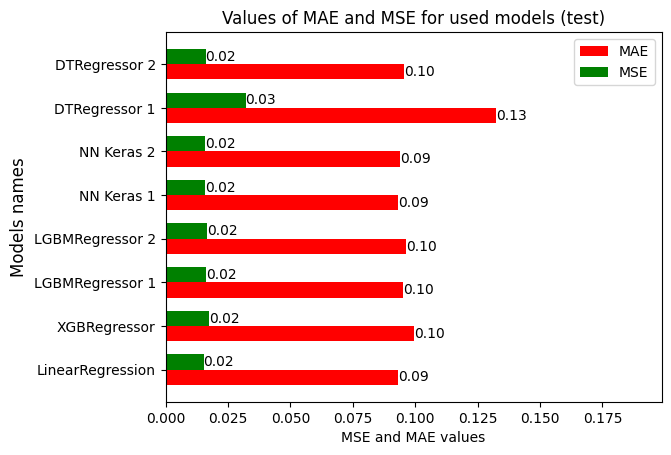 Values of MAE and MSE for used models (test)
MAE
MSE
Models names
DTRegressor 2
0.02
0.10
DTRegressor 1
0.03
0.13
NN Keras 2
0.02
0.09
NN Keras 1
0.02
0.09
LGBMRegressor 2
0.02
0.10
LGBMRegressor 1
0.02
0.10
XGBRegressor
0.02
0.10
LinearRegression
0.02
0.09
0.000 0.025 0.050 0.075 0.100 0.125 0.150 0.175
MSE and MAE values